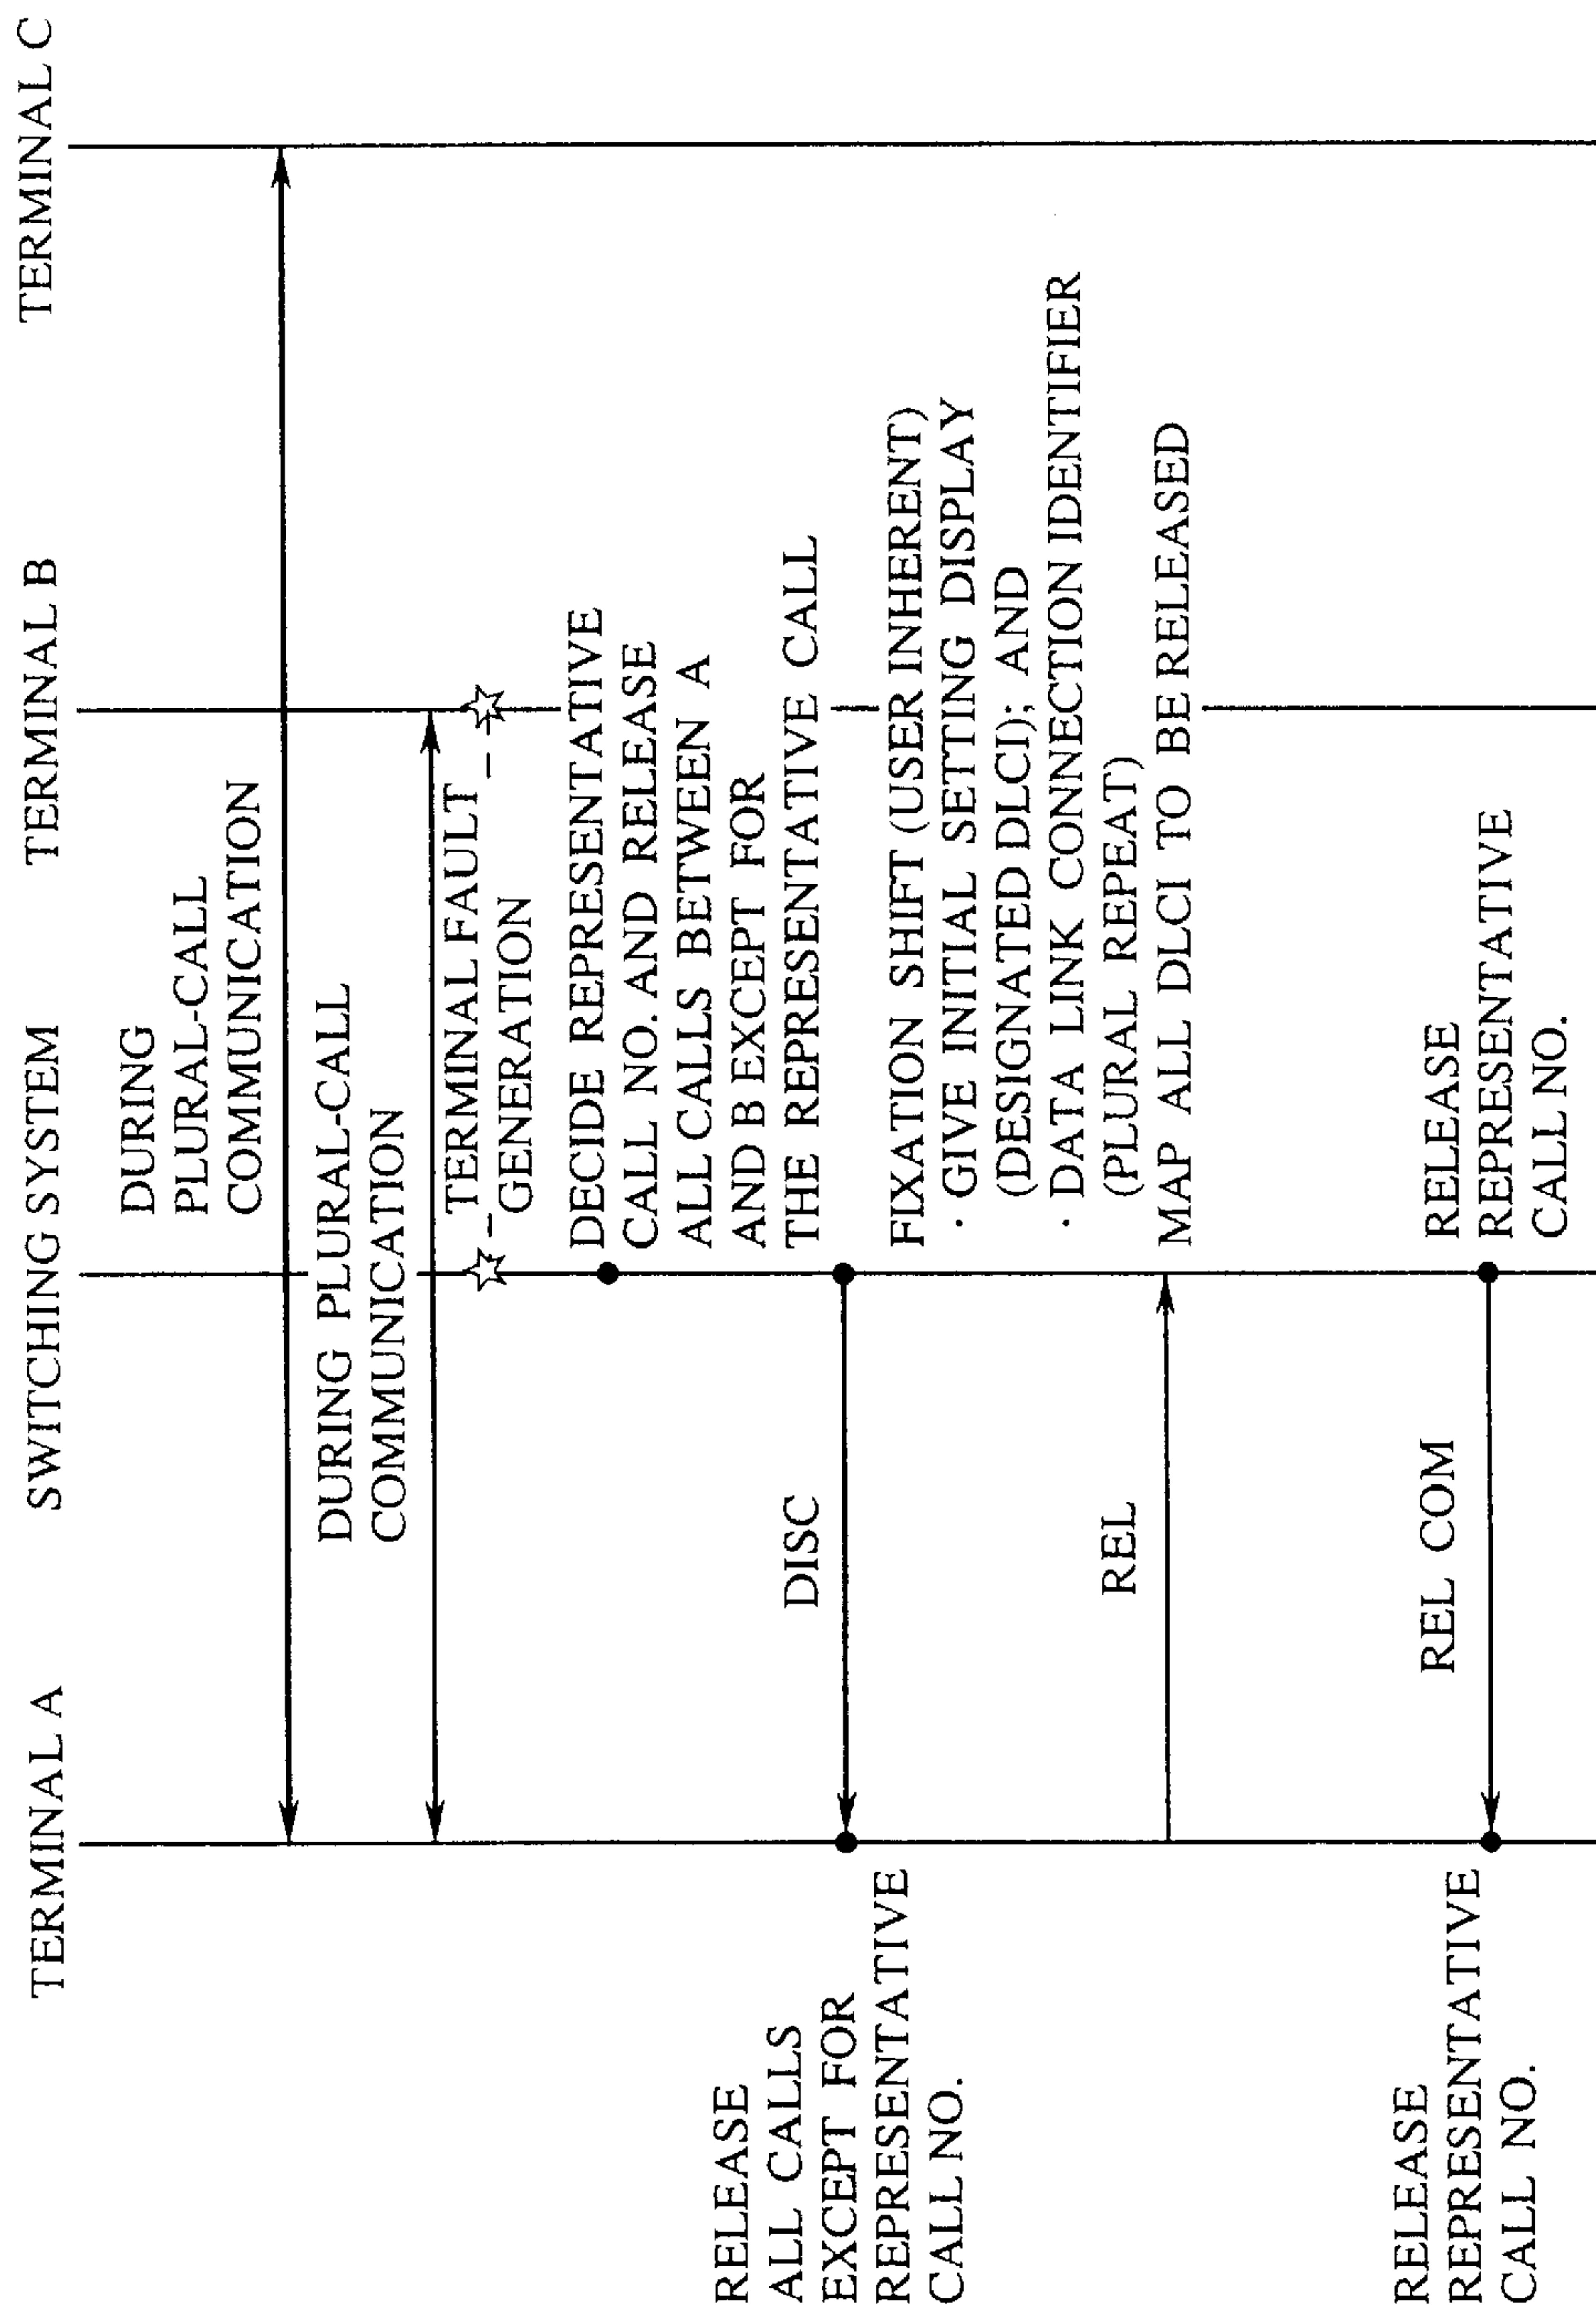 TERMINAL A
SWITCHING SYSTEM
TERMINAL B
TERMINAL C
DURING
PLURAL-CALL
COMMUNICATION
DURING PLURAL-CALL
COMMUNICATION
TERMINAL FAULT
GENERATION
DECIDE REPRESENTATIVE
CALL NO. AND RELEASE
ALL CALLS BETWEEN A
AND B EXCEPT FOR
THE REPRESENTATIVE CALL
RELEASE
ALL CALLS
EXCEPT FOR
REPRESENTATIVE
CALL NO.
DISC
FIXATION SHIFT (USER INHERENT)
· GIVE INITIAL SETTING DISPLAY
(DESIGNATED DLCI); AND
· DATA LINK CONNECTION IDENTIFIER
(PLURAL REPEAT)
MAP ALL DLCI TO BE RELEASED
REL
RELEASE
REPRESENTATIVE
CALL NO.
REL COM
RELEASE
REPRESENTATIVE
CALL NO.